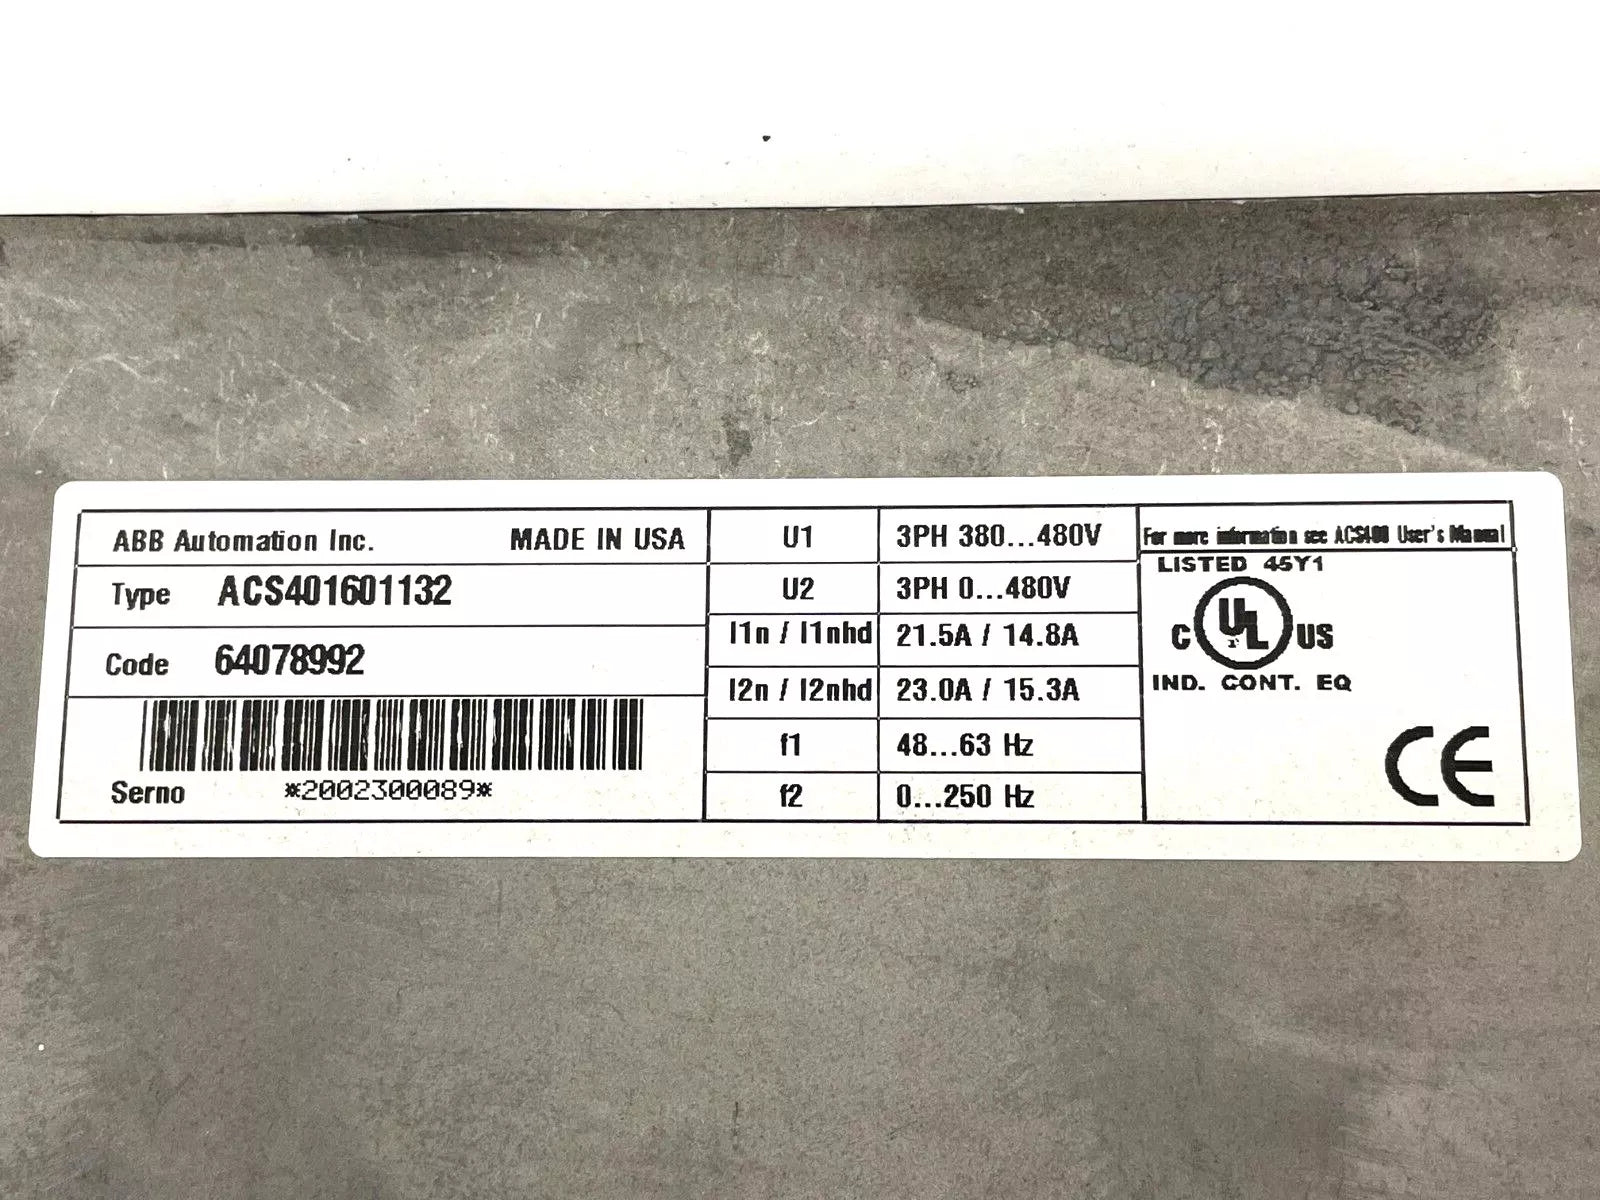 ABB Automation Inc. MADE IN USA
Type ACS401601132
Code 64078992
Serno *2002300089*
U1 3PH 380...480V
U2 3PH 0...480V
I1n / I1nhd 21.5A / 14.8A
I2n / I2nhd 23.0A / 15.3A
f1 48...63 Hz
f2 0...250 Hz
For more information see ACS400 User's Manual
LISTED 45Y1
C UL US
IND. CONT. EQ
CE